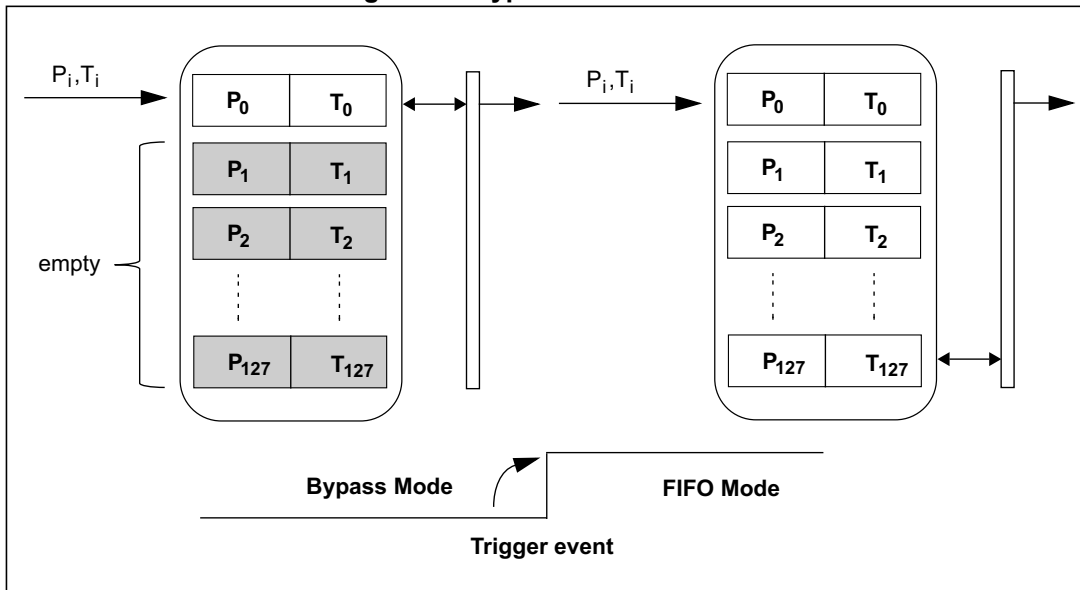 P_i,T_i
P_0 T_0
P_1 T_1
P_2 T_2
empty
P_127 T_127
P_i,T_i
P_0 T_0
P_1 T_1
P_2 T_2
P_127 T_127
Bypass Mode
FIFO Mode
Trigger event